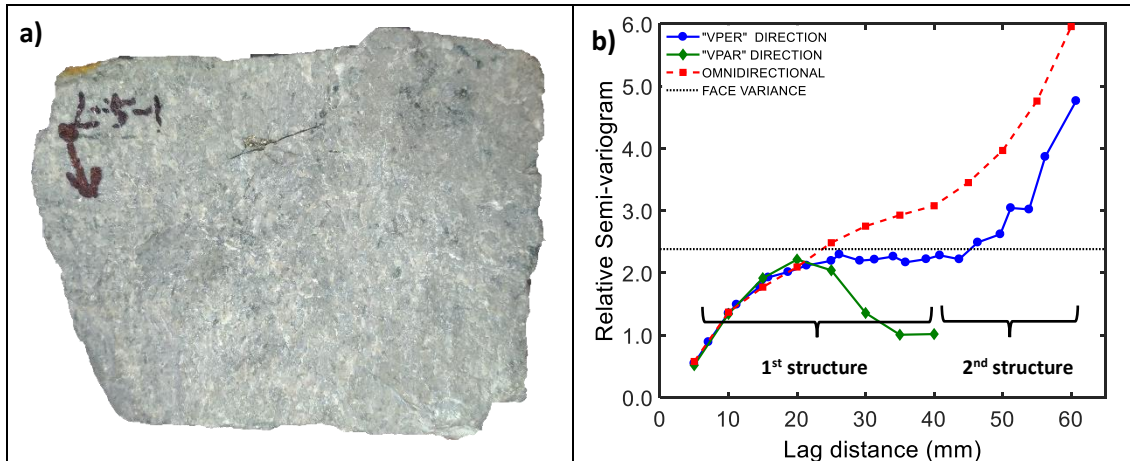 a)
b)
"VPER" DIRECTION
"VPAR" DIRECTION
OMNIDIRECTIONAL
FACE VARIANCE
6.0
5.0
4.0
3.0
2.0
1.0
0.0
Relative Semi-variogram
1st structure
2nd structure
0 10 20 30 40 50 60
Lag distance (mm)